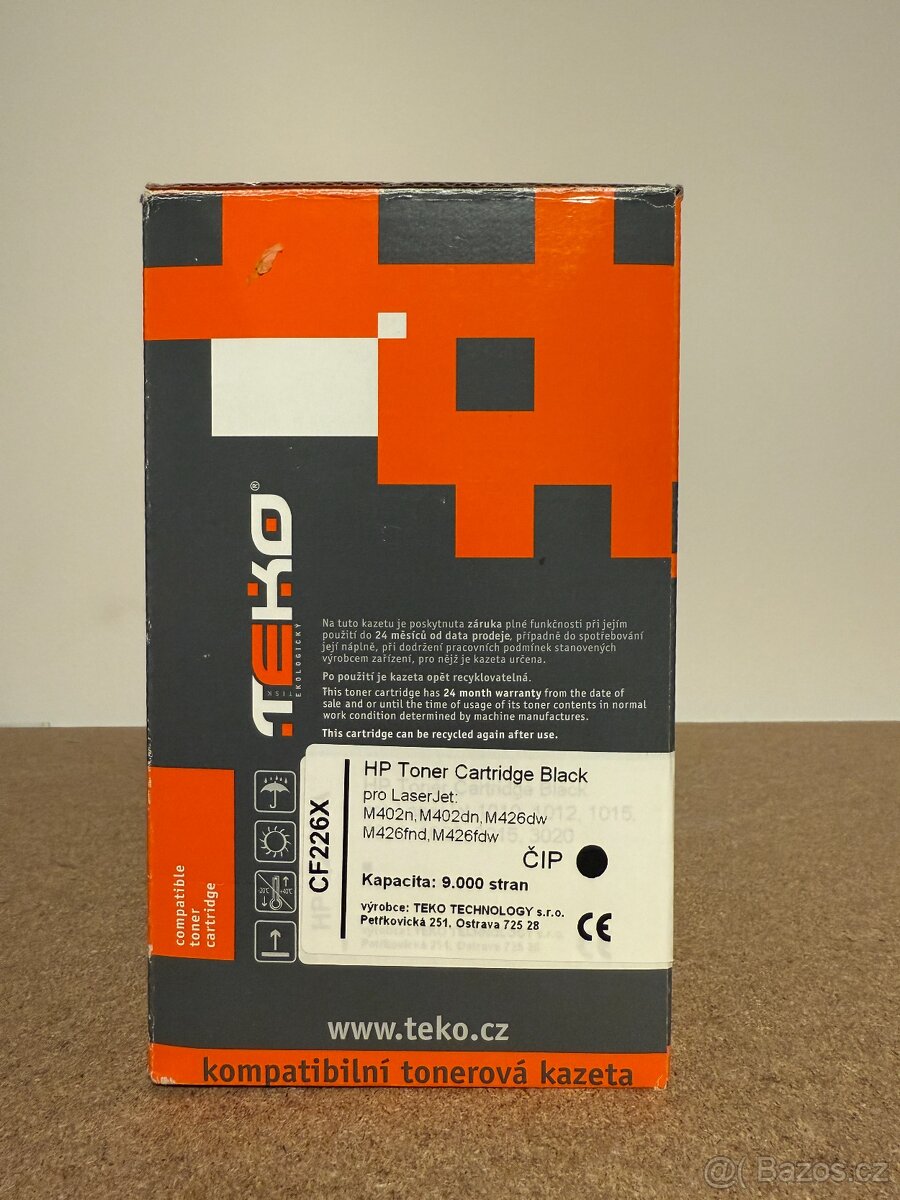 TEKO®
TISK
EKOLOGICKÝ
Na tuto kazetu je poskytnuta záruka plné funkčnosti při jejím
použití do 24 měsíců od data prodeje, případně do spotřebování
její náplně, při dodržení pracovních podmínek stanovených
výrobcem zařízení, pro nějž je kazeta určena.
Po použití je kazeta opět recyklovatelná.
This toner cartridge has 24 month warranty from the date of
sale and or until the time of usage of its toner contents in normal
work condition determined by machine manufactures.
This cartridge can be recycled again after use.
compatible
toner
cartridge
-20°C
+40°C
CF226X
HP Toner Cartridge Black
pro LaserJet:
M402n, M402dn, M426dw
M426fnd, M426fdw
ČIP
Kapacita: 9.000 stran
výrobce: TEKO TECHNOLOGY s.r.o.
Petřkovická 251, Ostrava 725 28
CE
www.teko.cz
kompatibilní tonerová kazeta
@( Bazos.cz